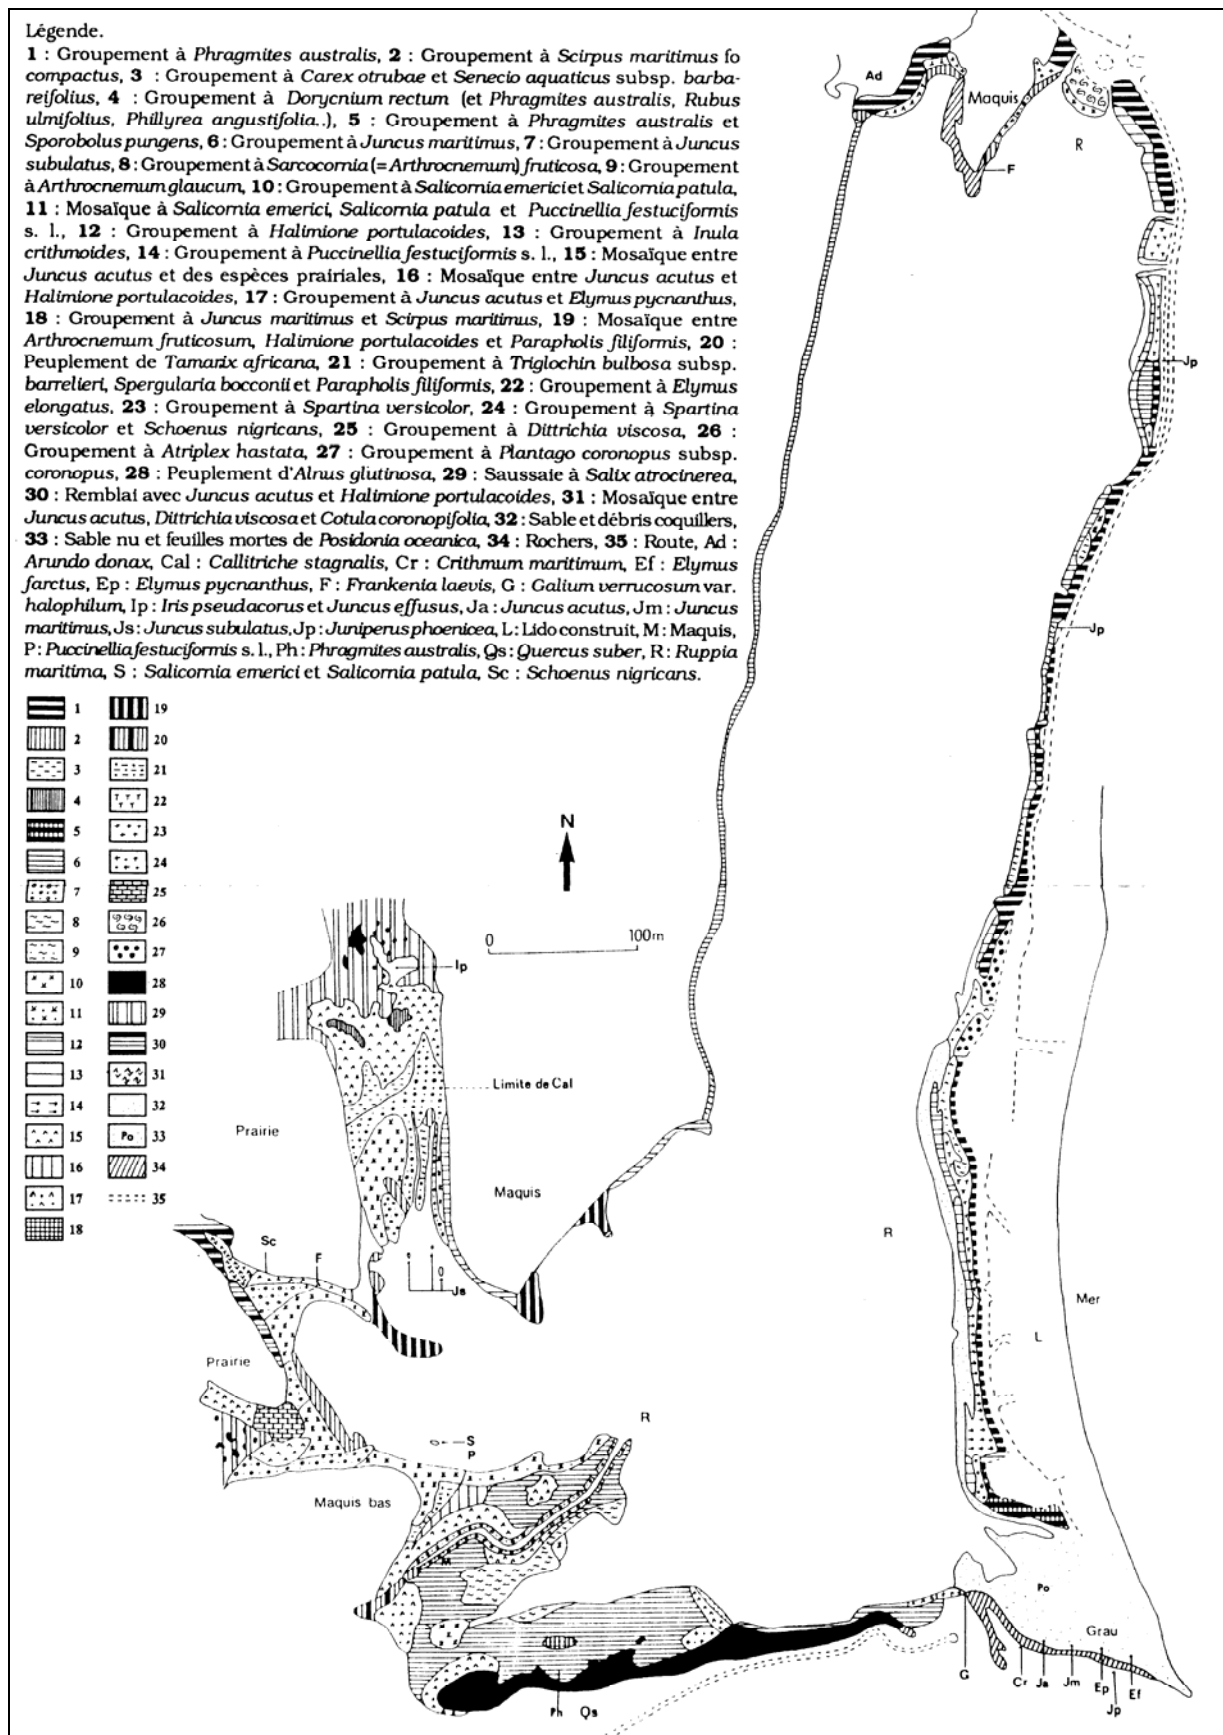 Légende.
1 : Groupement à Phragmites australis, 2 : Groupement à Scirpus maritimus fo
compactus, 3 : Groupement à Carex otrubae et Senecio aquaticus subsp. barba-
reifolius, 4 : Groupement à Dorycnium rectum (et Phragmites australis, Rubus
ulmifolius, Phillyrea angustifolia..), 5 : Groupement à Phragmites australis et
Sporobolus pungens, 6 : Groupement à Juncus maritimus, 7 : Groupement à Juncus
subulatus, 8 : Groupement à Sarcocornia (= Arthrocnemum) fruticosa, 9 : Groupement
à Arthrocnemum glaucum, 10 : Groupement à Salicornia emerici et Salicornia patula,
11 : Mosaïque à Salicornia emerici, Salicornia patula et Puccinellia festuciformis
s. l., 12 : Groupement à Halimione portulacoides, 13 : Groupement à Inula
crithmoides, 14 : Groupement à Puccinellia festuciformis s. l., 15 : Mosaïque entre
Juncus acutus et des espèces prairiales, 16 : Mosaïque entre Juncus acutus et
Halimione portulacoides, 17 : Groupement à Juncus acutus et Elymus pycnanthus,
18 : Groupement à Juncus maritimus et Scirpus maritimus, 19 : Mosaïque entre
Arthrocnemum fruticosum, Halimione portulacoides et Parapholis filiformis, 20 :
Peuplement de Tamarix africana, 21 : Groupement à Triglochin bulbosa subsp.
barrelieri, Spergularia bocconii et Parapholis filiformis, 22 : Groupement à Elymus
elongatus, 23 : Groupement à Spartina versicolor, 24 : Groupement à Spartina
versicolor et Schoenus nigricans, 25 : Groupement à Dittrichia viscosa, 26 :
Groupement à Atriplex hastata, 27 : Groupement à Plantago coronopus subsp.
coronopus, 28 : Peuplement d'Alnus glutinosa, 29 : Saussaie à Salix atrocinerea,
30 : Remblai avec Juncus acutus et Halimione portulacoides, 31 : Mosaïque entre
Juncus acutus, Dittrichia viscosa et Cotula coronopifolia, 32 : Sable et débris coquillers,
33 : Sable nu et feuilles mortes de Posidonia oceanica, 34 : Rochers, 35 : Route, Ad :
Arundo donax, Cal : Callitriche stagnalis, Cr : Crithmum maritimum, Ef : Elymus
farctus, Ep : Elymus pycnanthus, F : Frankenia laevis, G : Galium verrucosum var.
halophilum, Ip : Iris pseudacorus et Juncus effusus, Ja : Juncus acutus, Jm : Juncus
maritimus, Js : Juncus subulatus, Jp : Juniperus phoenicea, L : Lido construit, M : Maquis,
P : Puccinellia festuciformis s. l., Ph : Phragmites australis, Qs : Quercus suber, R : Ruppia
maritima, S : Salicornia emerici et Salicornia patula, Sc : Schoenus nigricans.
1 19
2 20
3 21
4 22
5 23
6 24
7 25
8 26
9 27
10 28
11 29
12 30
13 31
14 32
15 Po 33
16 34
17 35
18
Ad
Maquis
R
F
Jp
Jp
N
0 100m
Ip
Limite de Cal
Prairie
Maquis
Sc
F
Js
R
Mer
L
Prairie
R
S
P
Maquis bas
M
Po
Grau
G
Cr
Ja
Jm
Ep
Jp
Ef
Ph
Qs